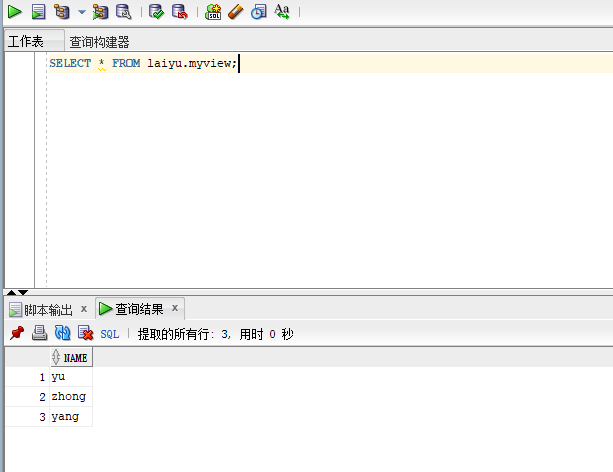 SQL
Aa
工作表 查询构建器
SELECT * FROM laiyu.myview;
脚本输出 x 查询结果 x
SQL 提取的所有行: 3, 用时 0 秒
NAME
1 yu
2 zhong
3 yang